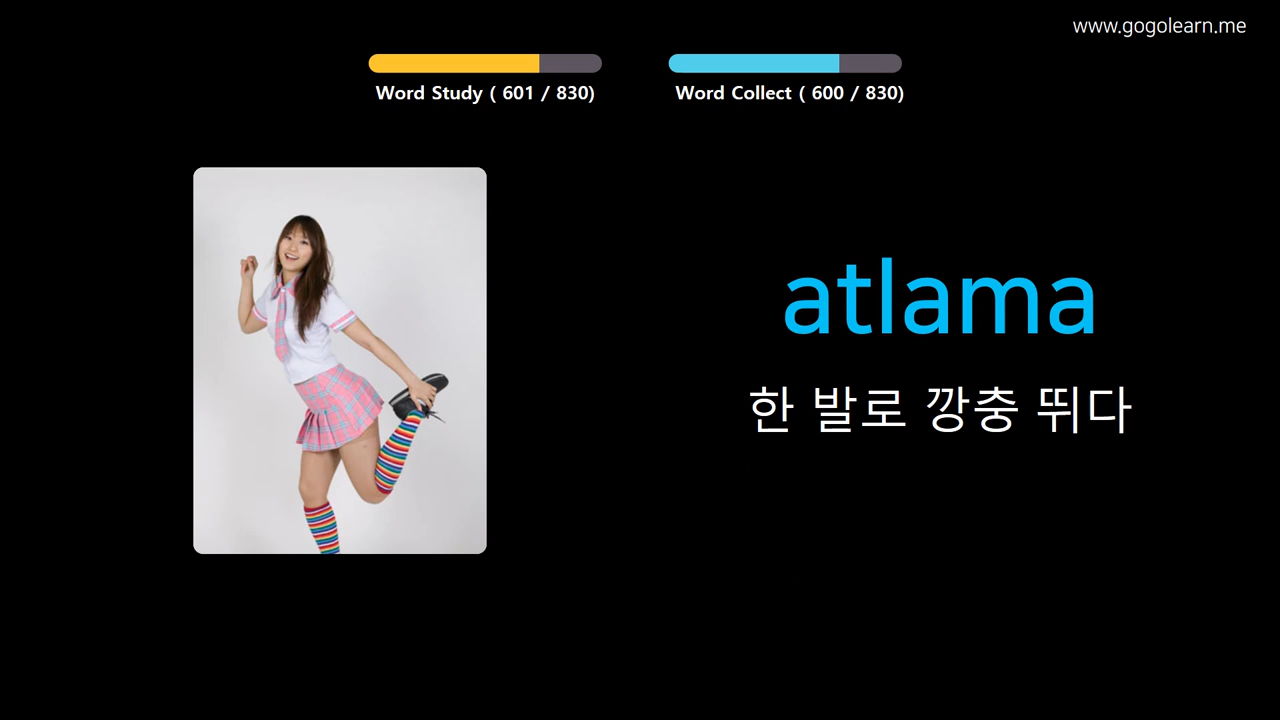 www.gogolearn.me
Word Study ( 601 / 830)
Word Collect ( 600 / 830)
atlama
한 발로 깡충 뛰다